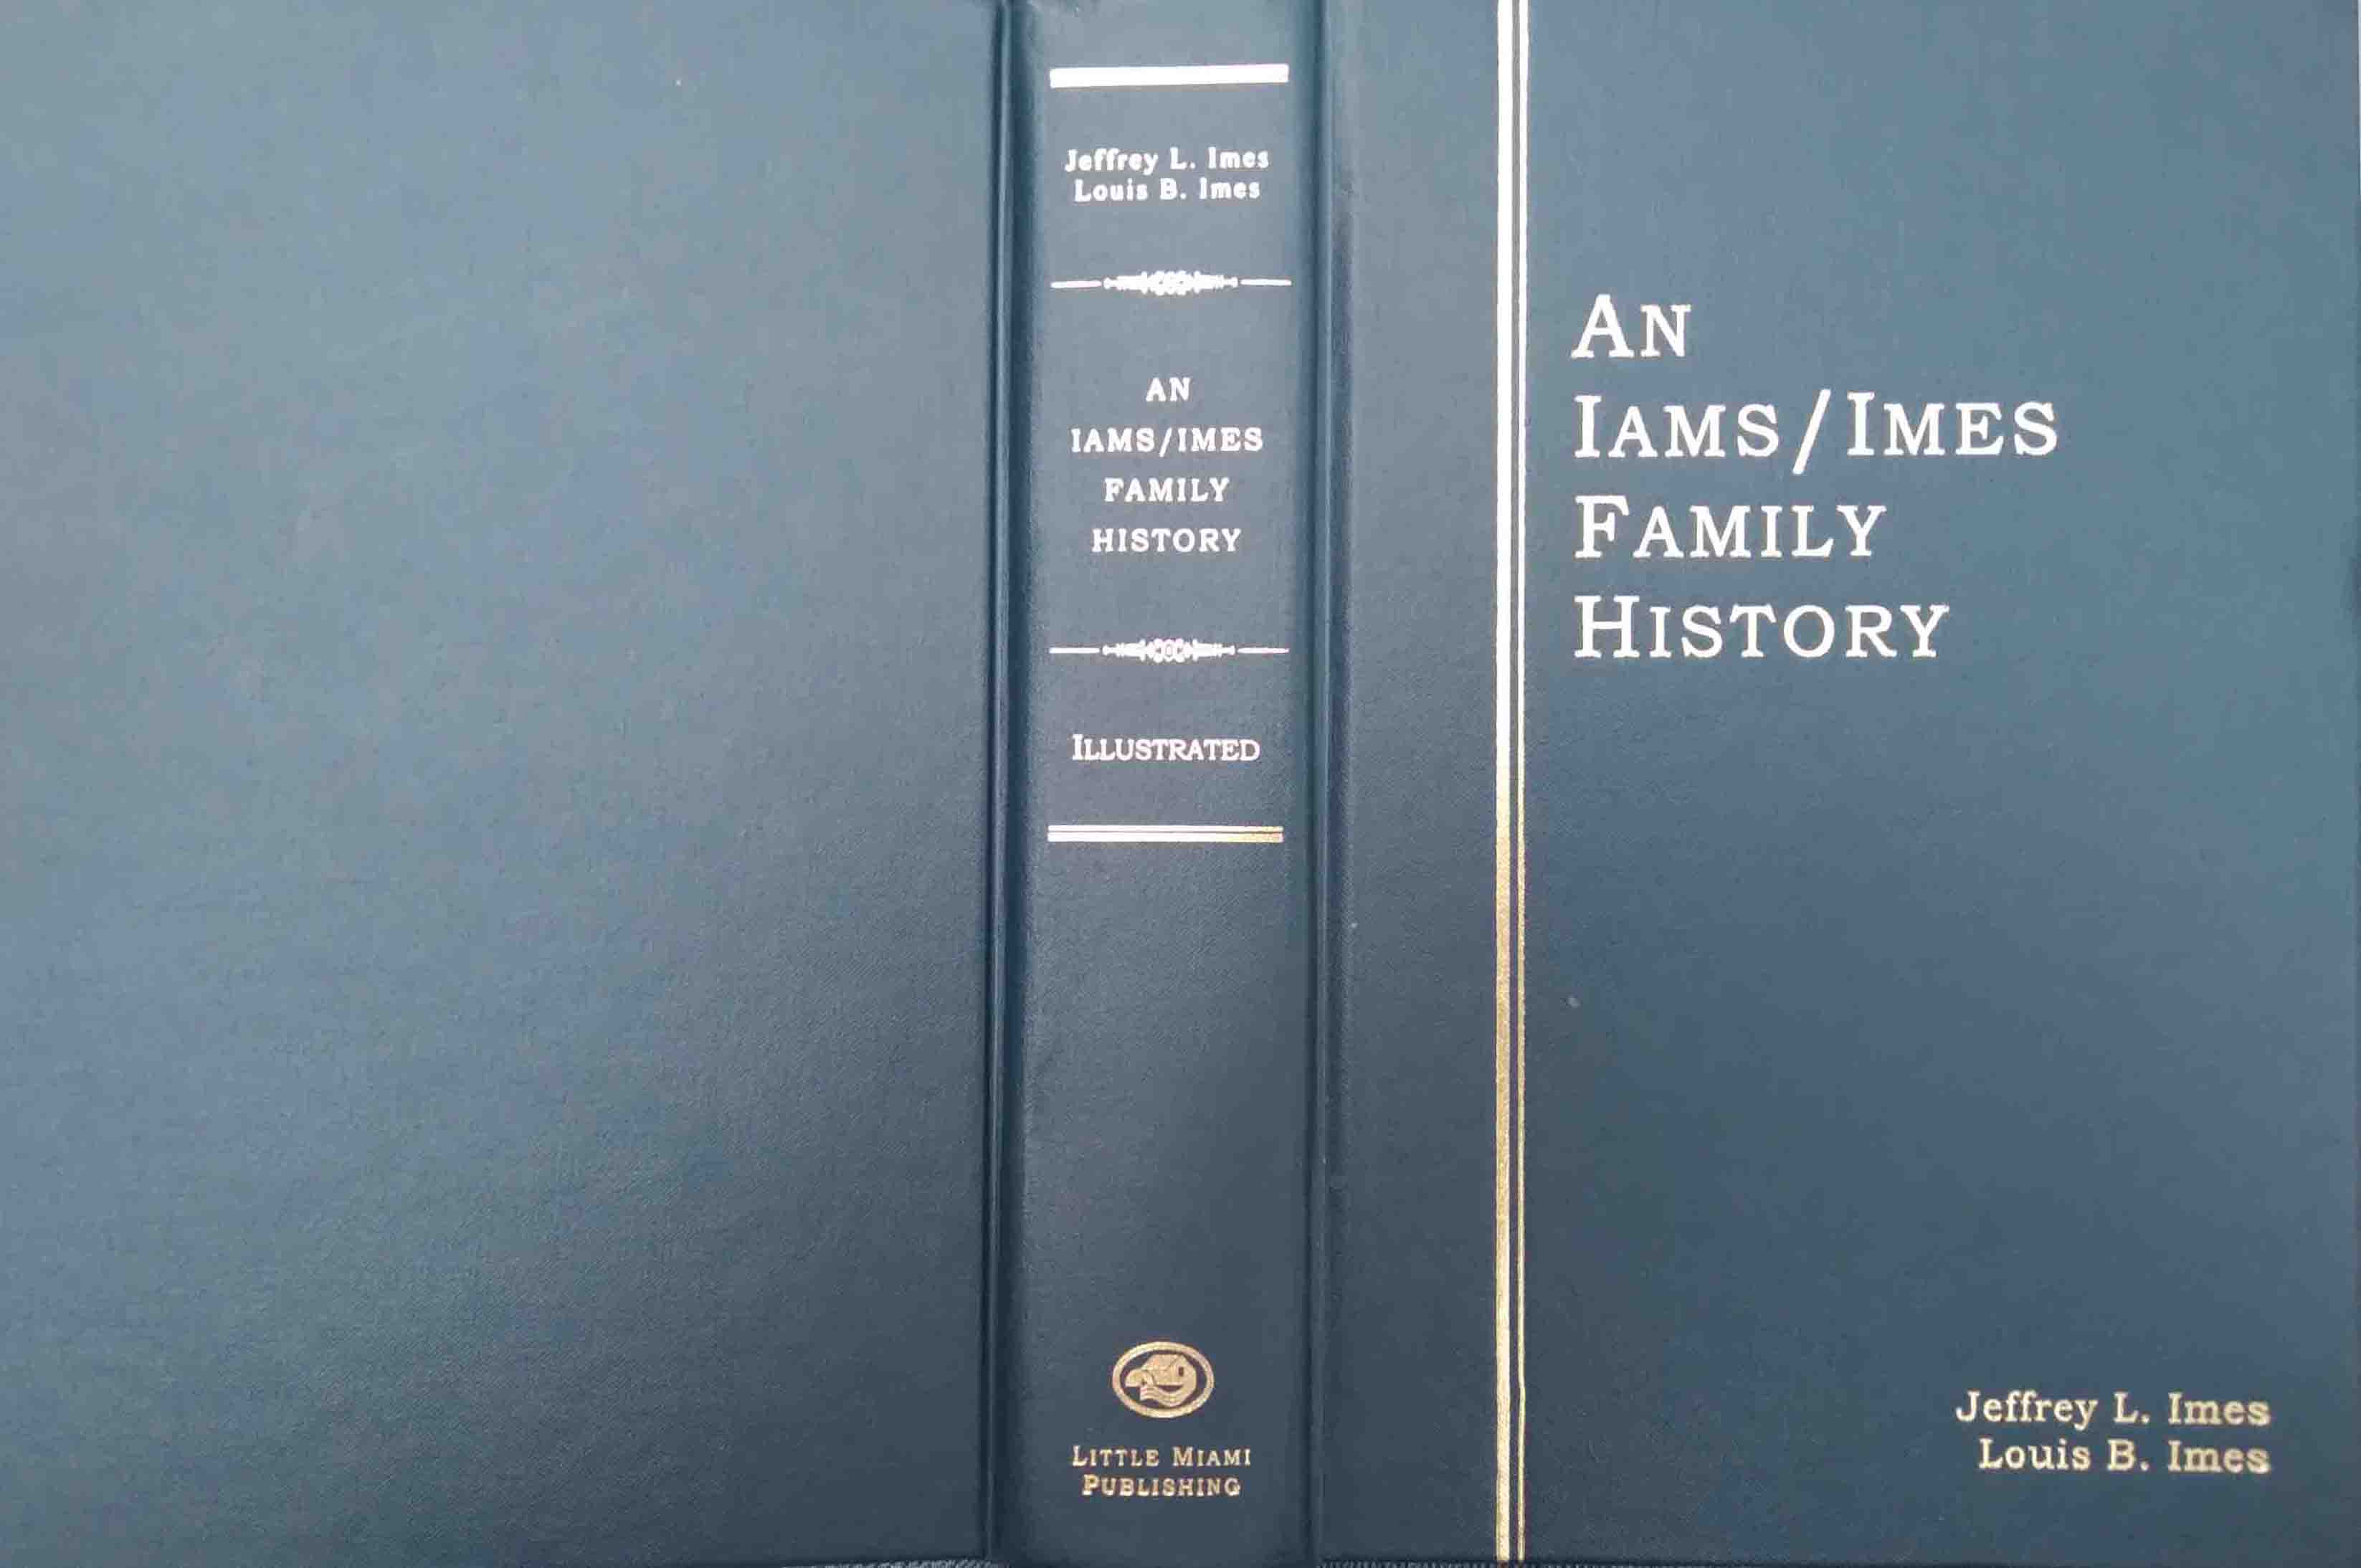 Jeffrey L. Imes
Louis B. Imes
AN
IAMS/IMES
FAMILY
HISTORY
ILLUSTRATED
LITTLE MIAMI
PUBLISHING
AN
IAMS/IMES
FAMILY
HISTORY
Jeffrey L. Imes
Louis B. Imes